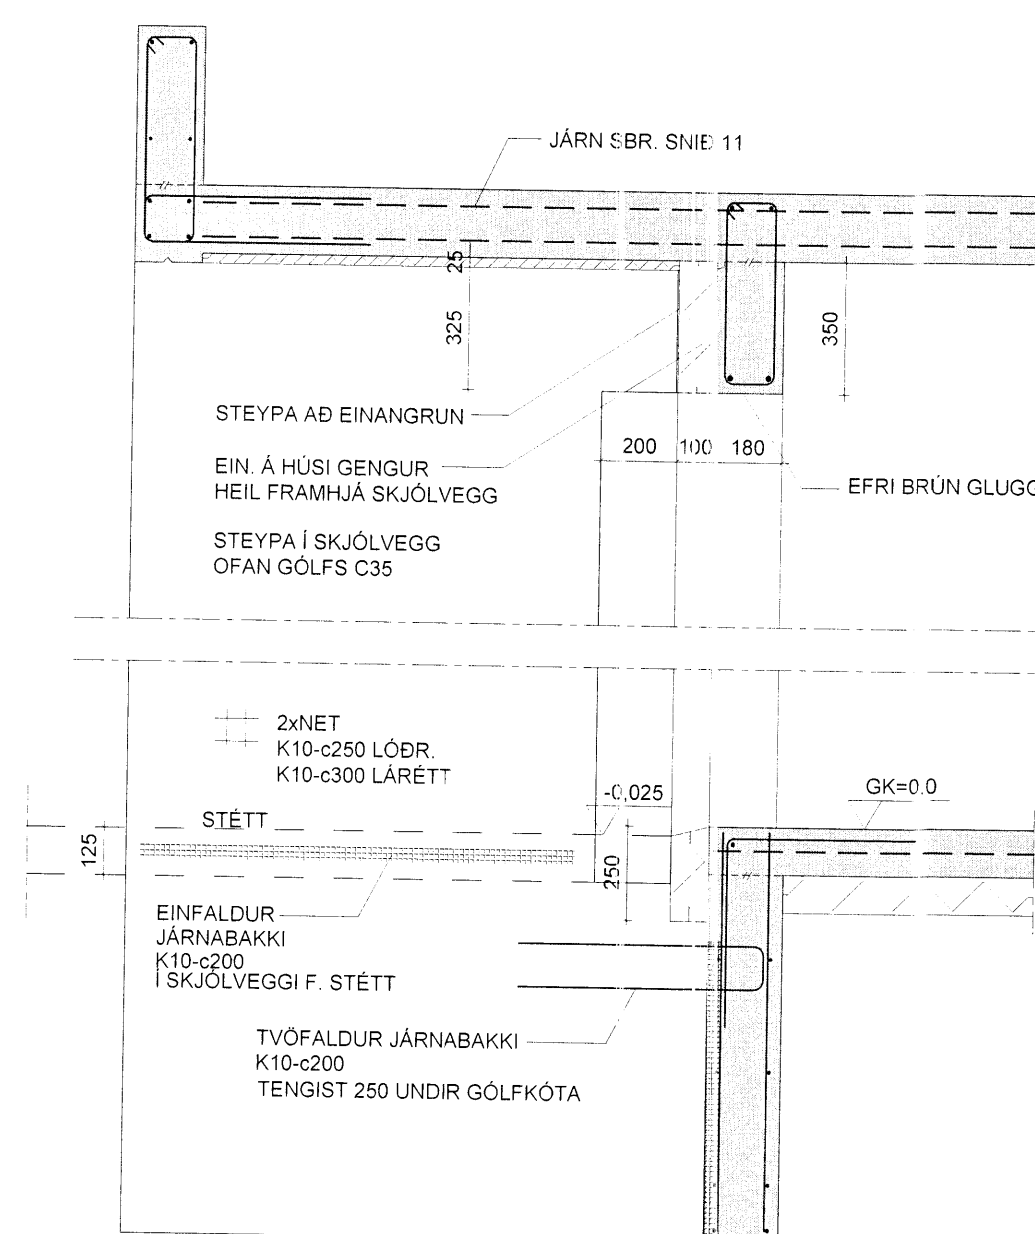 JÁRN SBR. SNIÐ 11
25
325
350
STEYPA AÐ EINANGRUN
200 100 180
EIN. Á HÚSI GENGUR
HEIL FRAMHJÁ SKJÓLVEGG
EFRI BRÚN GLUGG
STEYPA Í SKJÓLVEGG
OFAN GÓLFS C35
2xNET
K10-c250 LÓÐR.
K10-c300 LÁRÉTT
-0,025
GK=0.0
STÉTT
125
250
EINFALDUR
JÁRNABAKKI
K10-c200
Í SKJÓLVEGGI F. STÉTT
TVÖFALDUR JÁRNABAKKI
K10-c200
TENGIST 250 UNDIR GÓLFKÓTA